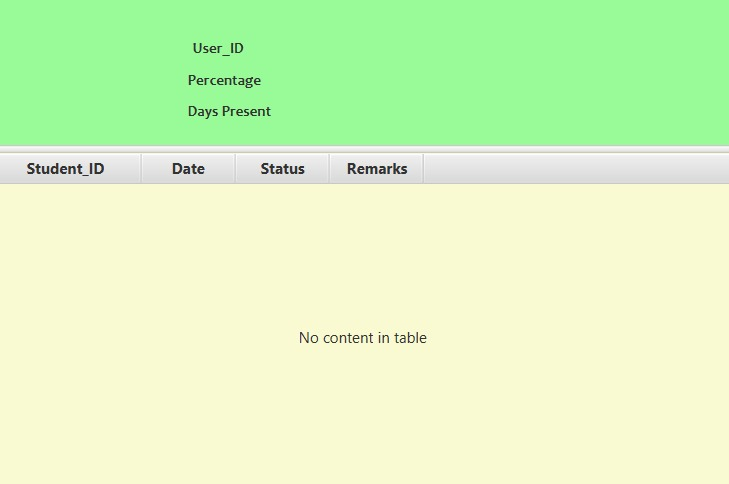 User_ID
Percentage
Days Present
Student_ID Date Status Remarks
No content in table